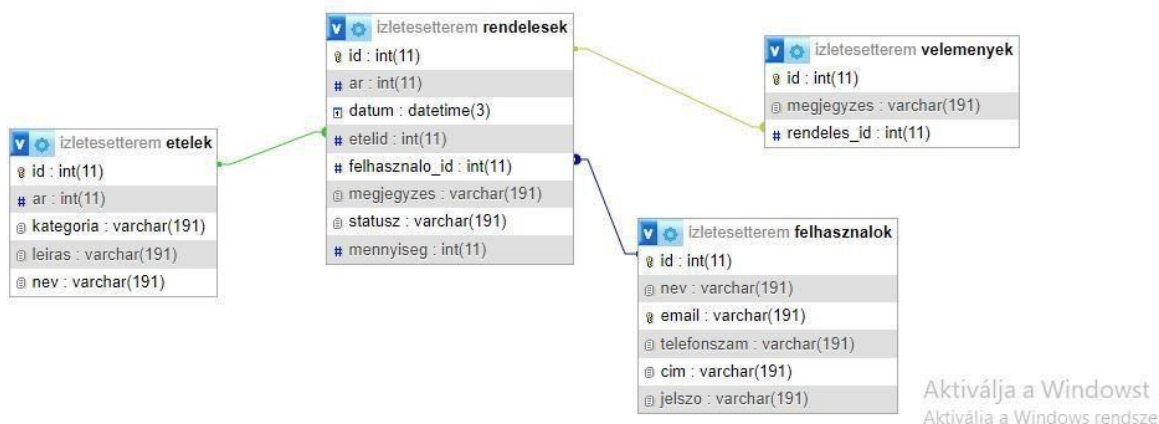 izletesetterem etelek
id : int(11)
ar : int(11)
kategoria : varchar(191)
leiras : varchar(191)
nev : varchar(191)
izletesetterem rendelesek
id : int(11)
ar : int(11)
datum : datetime(3)
etelid : int(11)
felhasznalo_id : int(11)
megjegyzes : varchar(191)
statusz : varchar(191)
mennyiseg : int(11)
izletesetterem velemenyek
id : int(11)
megjegyzes : varchar(191)
rendeles_id : int(11)
izletesetterem felhasznalok
id : int(11)
nev : varchar(191)
email : varchar(191)
telefonszam : varchar(191)
cim : varchar(191)
jelszo : varchar(191)
Aktiválja a Windowst
Aktiválja a Windows rendsze